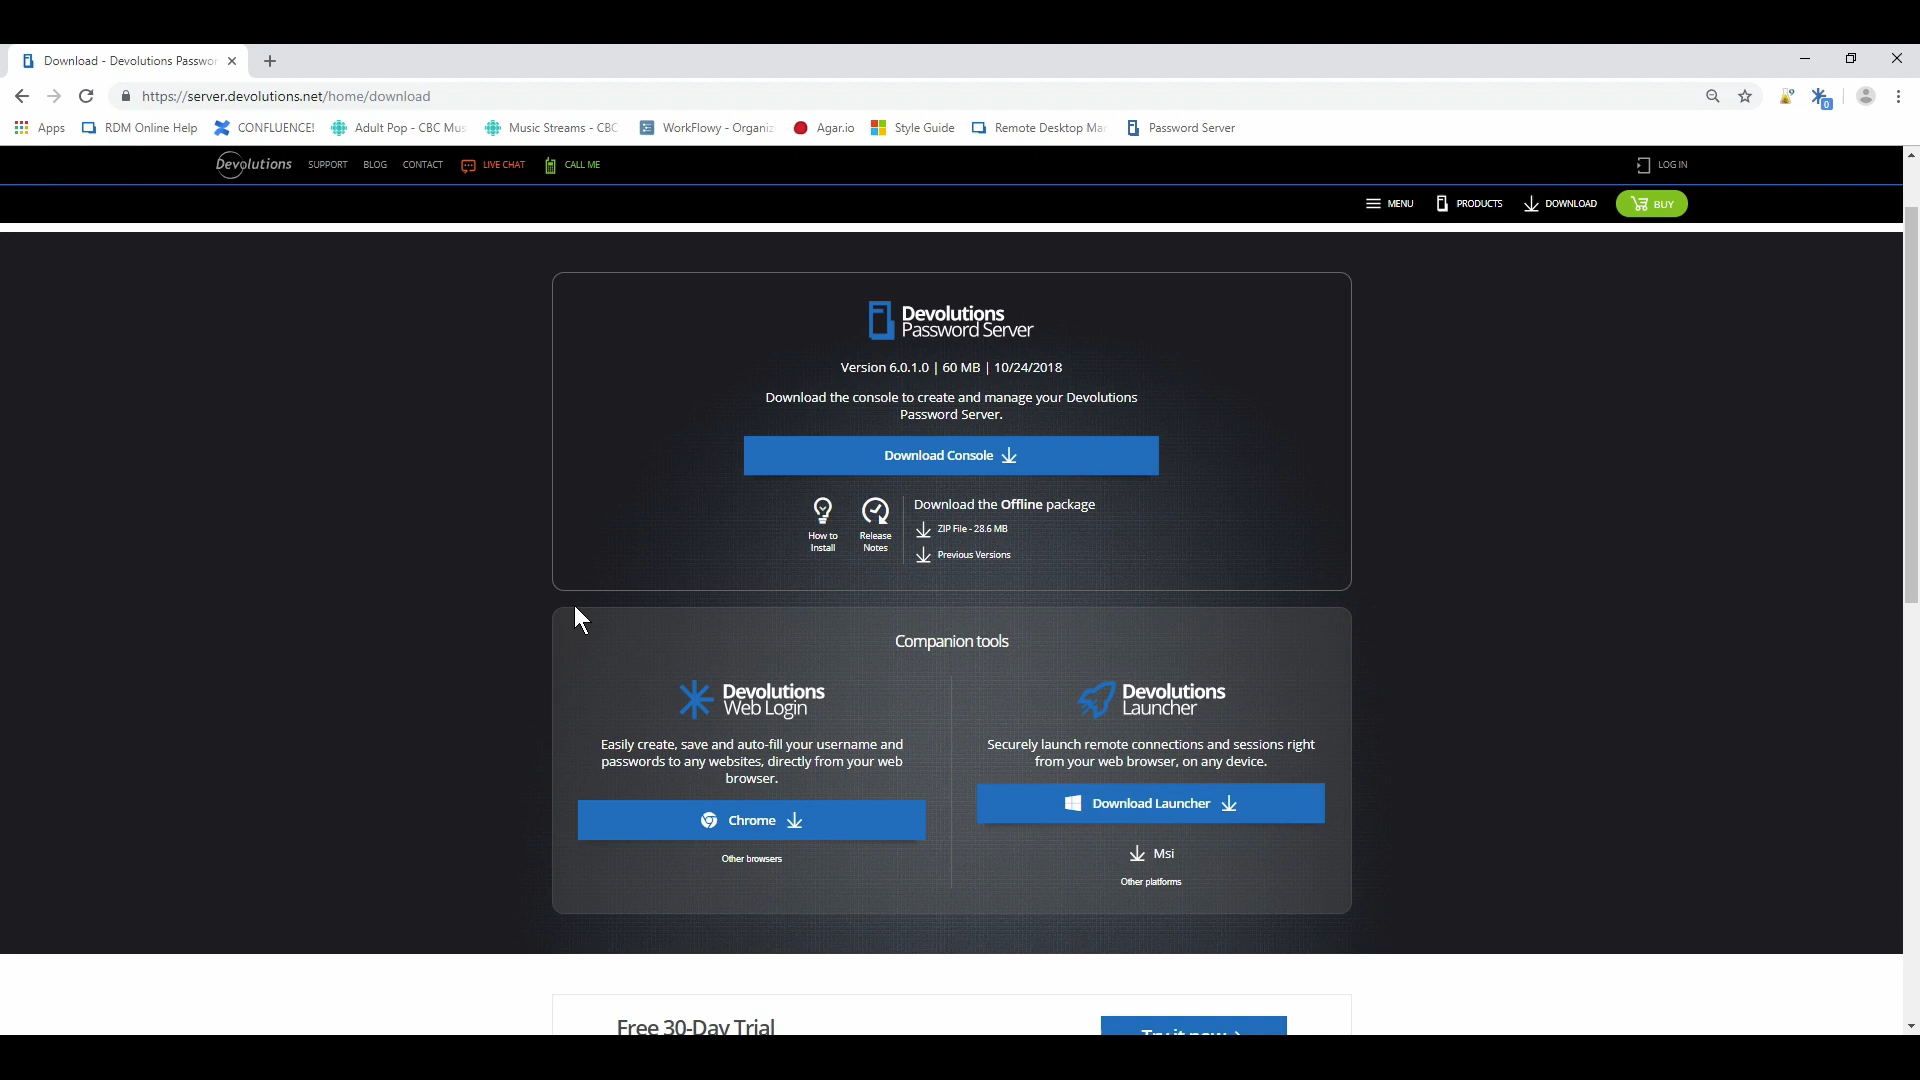 Download - Devolutions Passwor
https://server.devolutions.net/home/download
Apps RDM Online Help CONFLUENCE! Adult Pop - CBC Mus Music Streams - CBC WorkFlowy - Organiz Agar.io Style Guide Remote Desktop Ma Password Server
0
Devolutions SUPPORT BLOG CONTACT LIVE CHAT CALL ME LOG IN
MENU PRODUCTS DOWNLOAD BUY
Devolutions
Password Server
Version 6.0.1.0 | 60 MB | 10/24/2018
Download the console to create and manage your Devolutions
Password Server.
Download Console
How to
Install
Release
Notes
Download the Offline package
ZIP File - 28.6 MB
Previous Versions
Companion tools
Devolutions
Web Login
Easily create, save and auto-fill your username and
passwords to any websites, directly from your web
browser.
Chrome
Other browsers
Devolutions
Launcher
Securely launch remote connections and sessions right
from your web browser, on any device.
Download Launcher
Msi
Other platforms
Free 30-Day Trial
Try it now